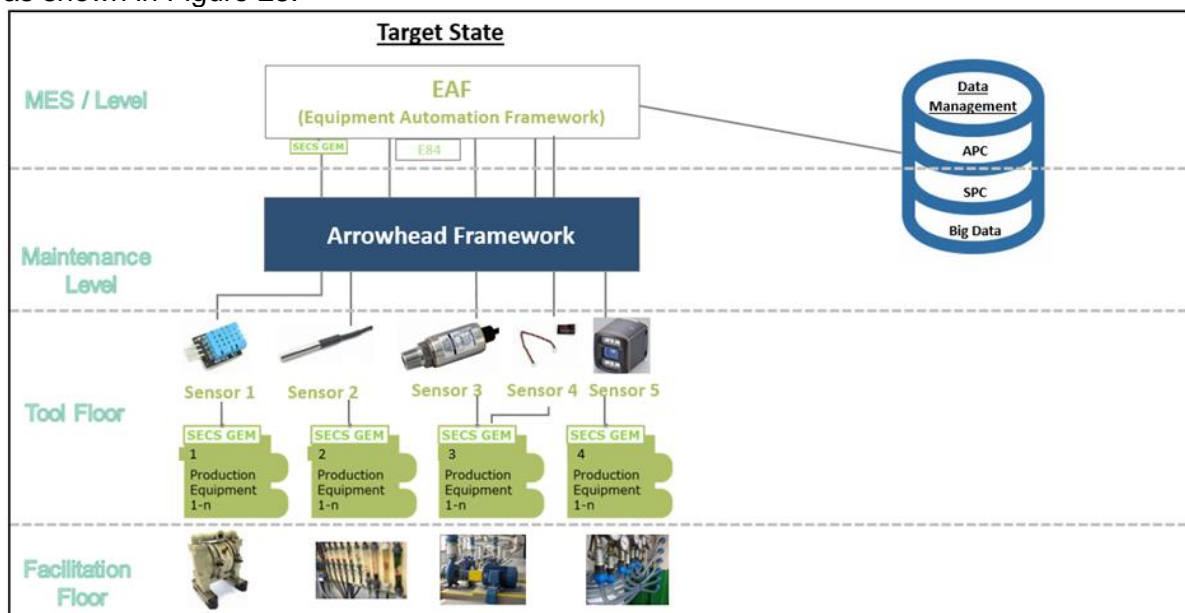 as shown in Figure 28.
Target State
MES / Level
EAF
(Equipment Automation Framework)
SECS GEM
E84
Data
Management
APC
SPC
Big Data
Arrowhead Framework
Maintenance
Level
Sensor 1
Sensor 2
Sensor 3
Sensor 4
Sensor 5
Tool Floor
SECS GEM
1
Production
Equipment
1-n
SECS GEM
2
Production
Equipment
1-n
SECS GEM
3
Production
Equipment
1-n
SECS GEM
4
Production
Equipment
1-n
Facilitation
Floor